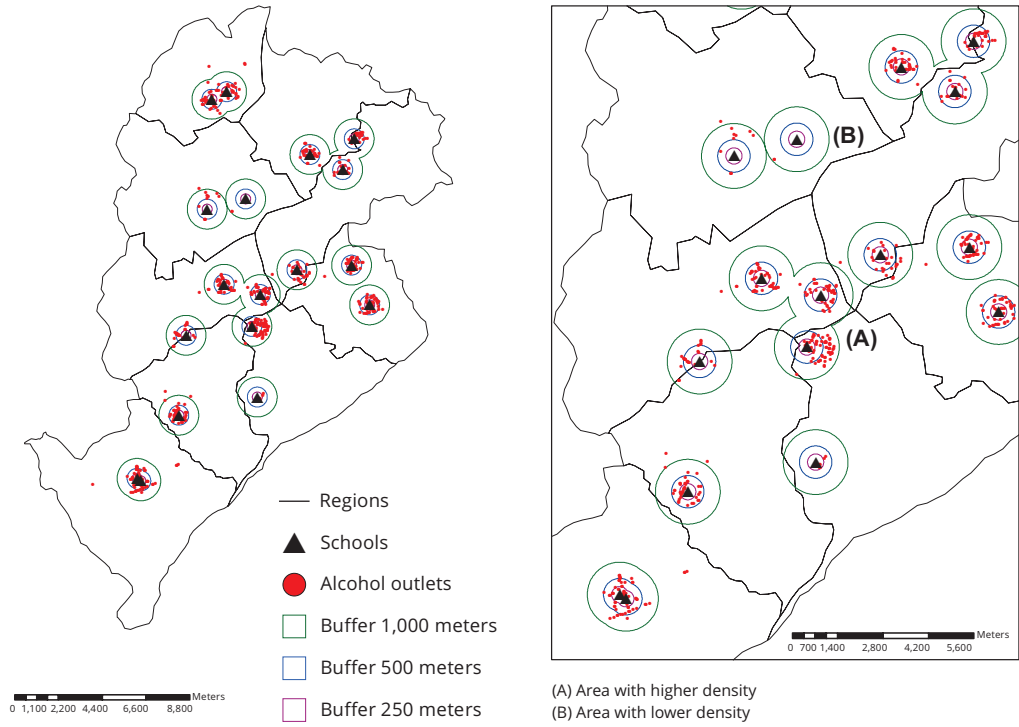 Regions
Schools
Alcohol outlets
Buffer 1,000 meters
Buffer 500 meters
Buffer 250 meters
Meters
0 1,100 2,200 4,400 6,600 8,800
(B)
(A)
Meters
0 700 1,400 2,800 4,200 5,600
(A) Area with higher density
(B) Area with lower density